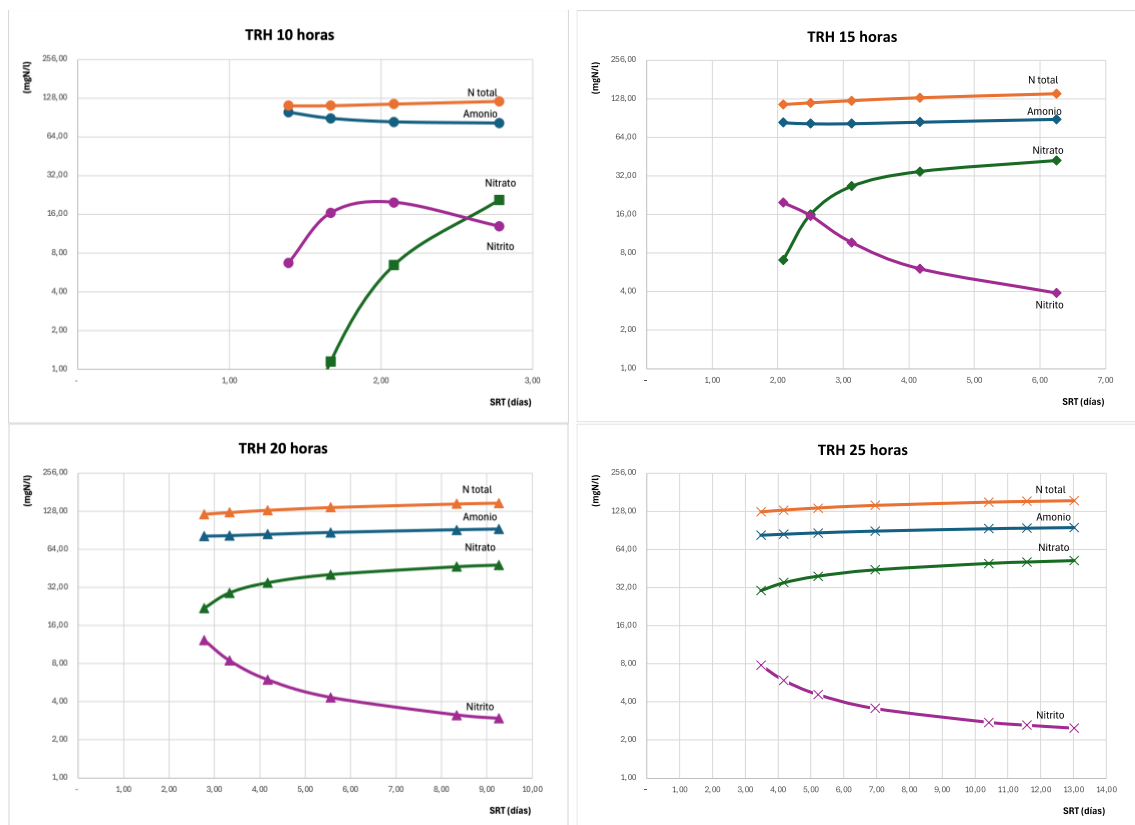 TRH 10 horas
(mgN/l)
256,00
128,00
64,00
32,00
16,00
8,00
4,00
2,00
1,00
N total
Amonio
Nitrato
Nitrito
- 1,00 2,00 3,00
SRT (días)
TRH 15 horas
(mgN/l)
256,00
128,00
64,00
32,00
16,00
8,00
4,00
2,00
1,00
N total
Amonio
Nitrato
Nitrito
- 1,00 2,00 3,00 4,00 5,00 6,00 7,00
SRT (días)
TRH 20 horas
(mgN/l)
256,00
128,00
64,00
32,00
16,00
8,00
4,00
2,00
1,00
N total
Amonio
Nitrato
Nitrito
- 1,00 2,00 3,00 4,00 5,00 6,00 7,00 8,00 9,00 10,00
SRT (días)
TRH 25 horas
(mgN/l)
256,00
128,00
64,00
32,00
16,00
8,00
4,00
2,00
1,00
N total
Amonio
Nitrato
Nitrito
- 1,00 2,00 3,00 4,00 5,00 6,00 7,00 8,00 9,00 10,00 11,00 12,00 13,00 14,00
SRT (días)